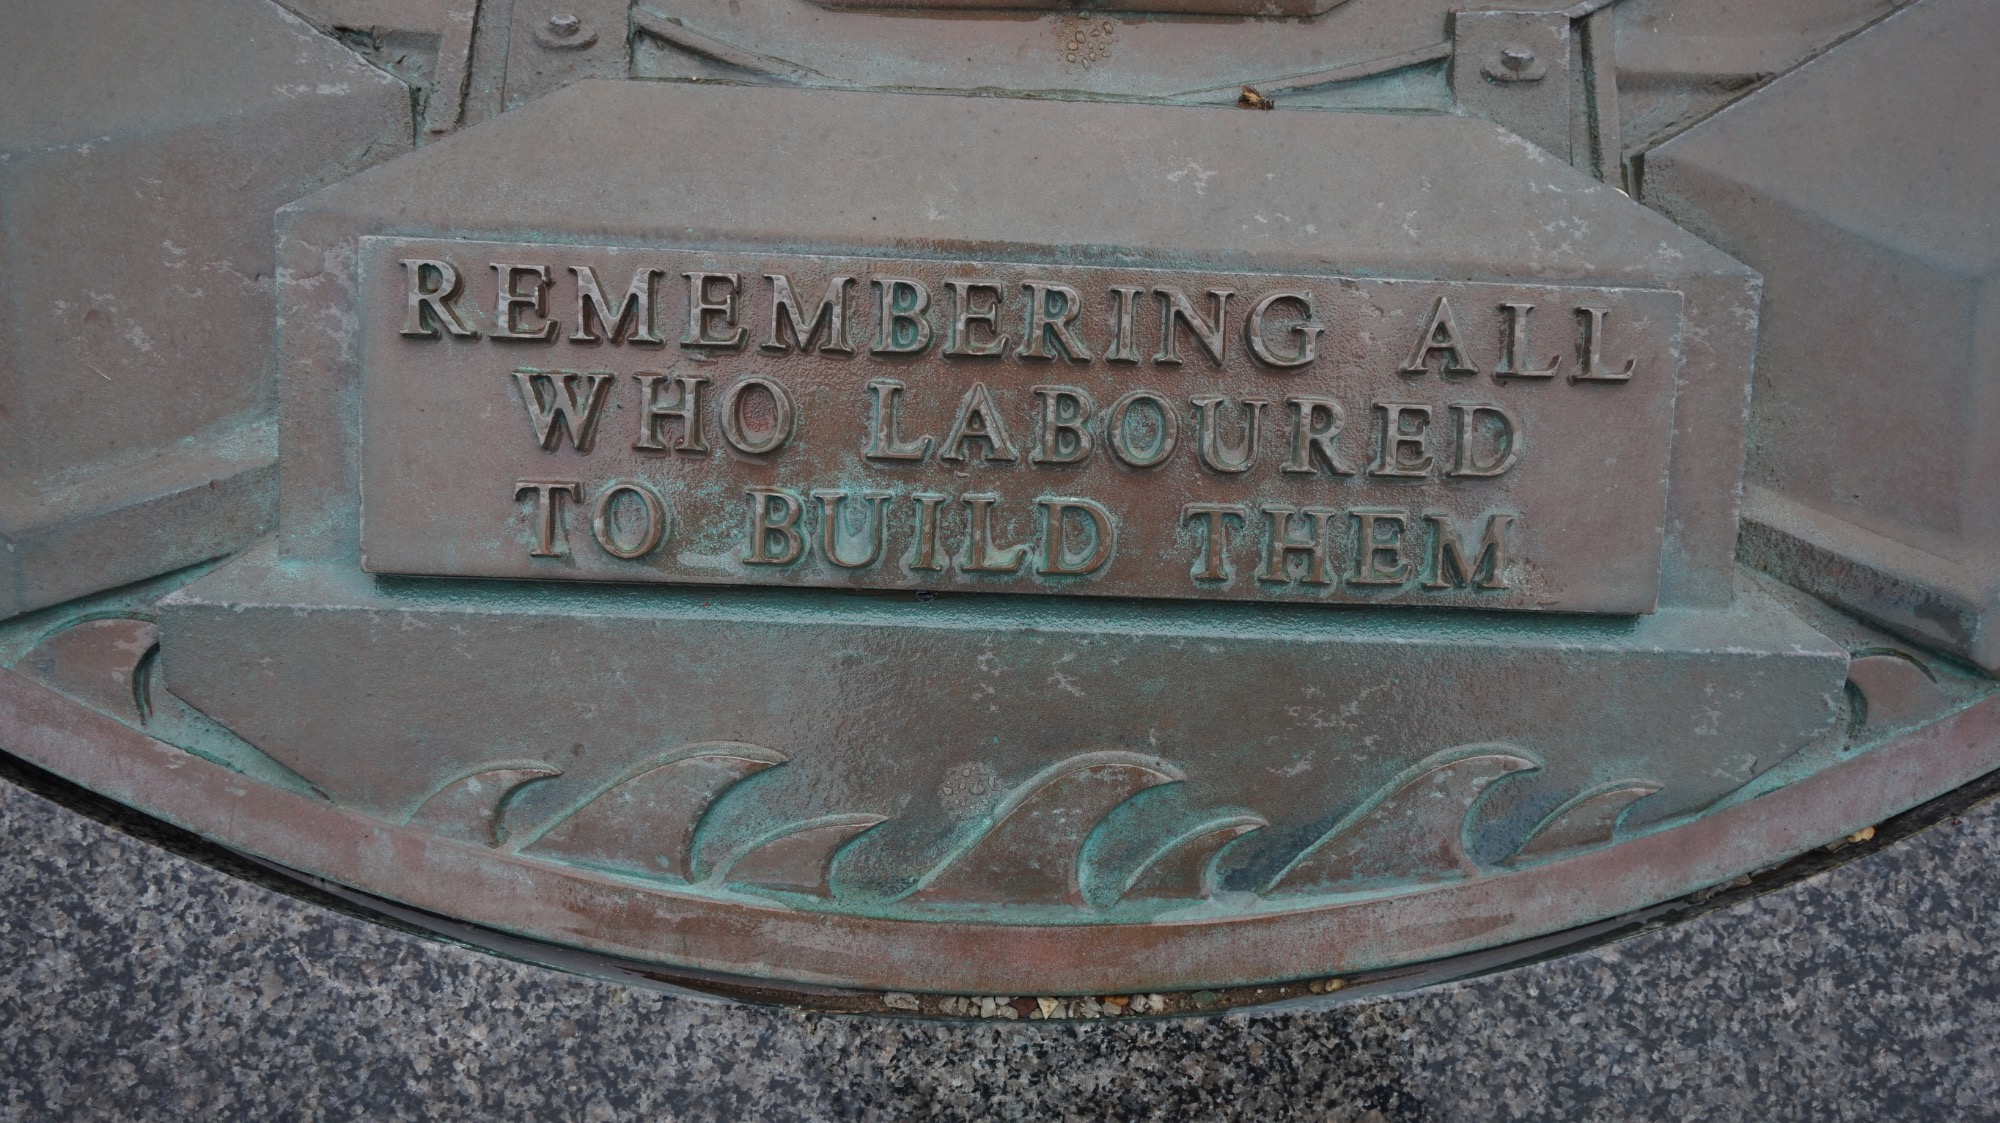 REMEMBERING ALL
WHO LABOURED
TO BUILD THEM